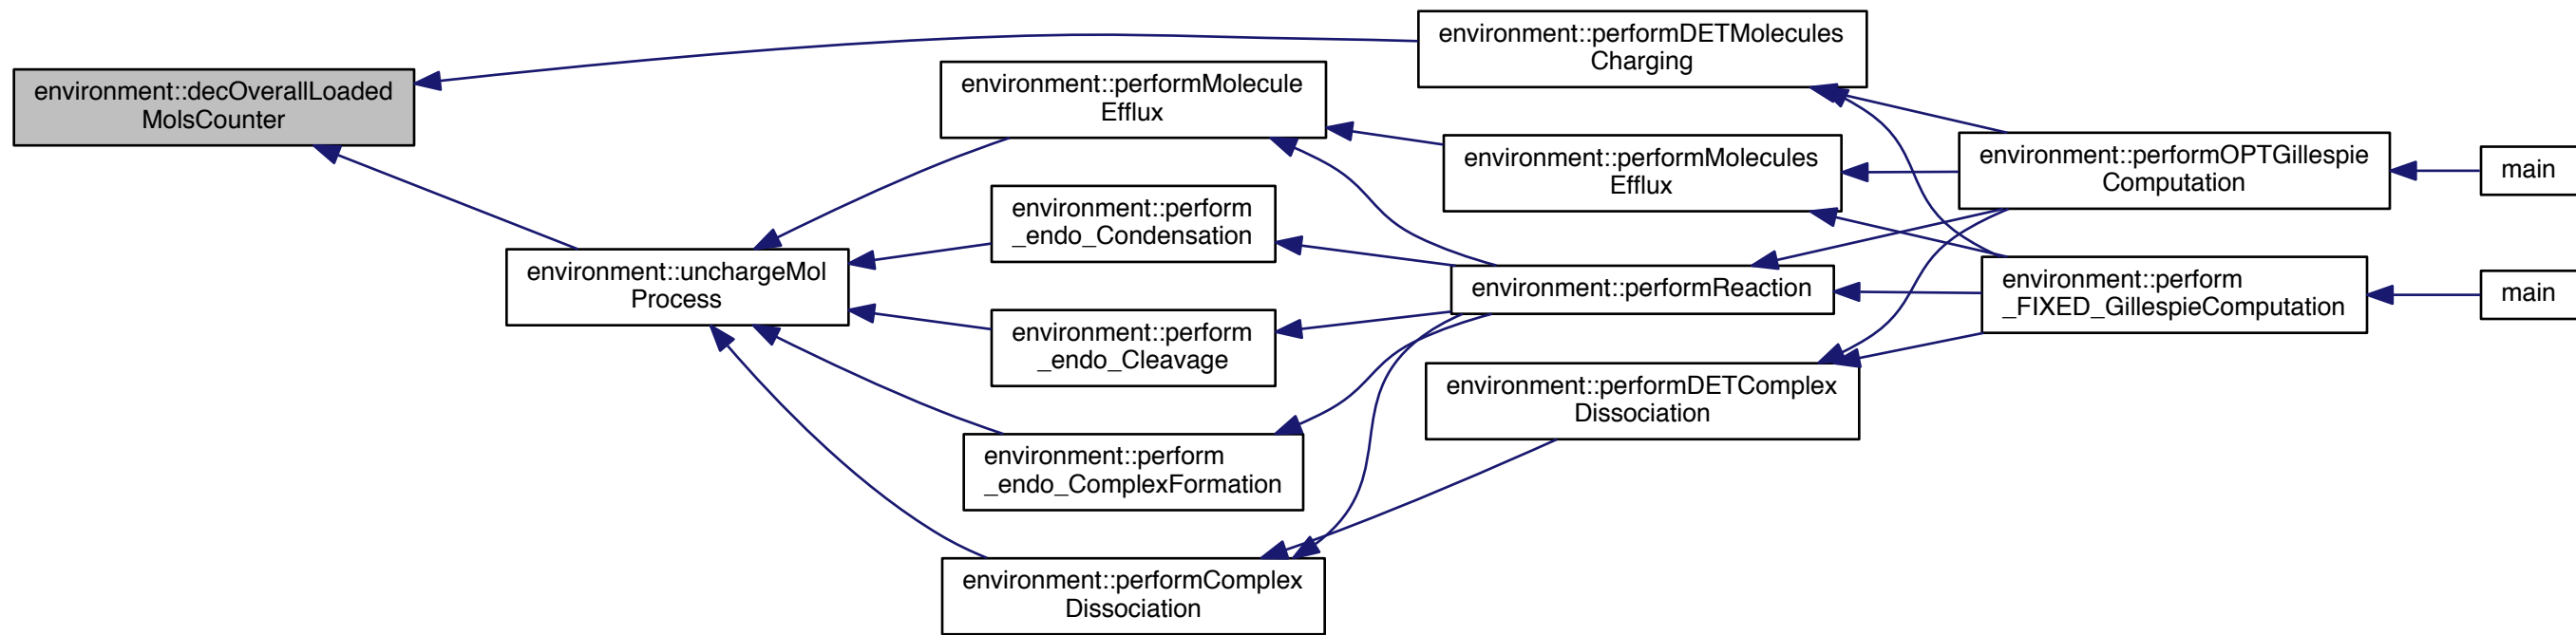 environment::decOverallLoaded
MolsCounter
environment::unchargeMol
Process
environment::performMolecule
Efflux
environment::perform
_endo_Condensation
environment::perform
_endo_Cleavage
environment::perform
_endo_ComplexFormation
environment::performComplex
Dissociation
environment::performDETMolecules
Charging
environment::performMolecules
Efflux
environment::performReaction
environment::performDETComplex
Dissociation
environment::performOPTGillespie
Computation
environment::perform
_FIXED_GillespieComputation
main
main